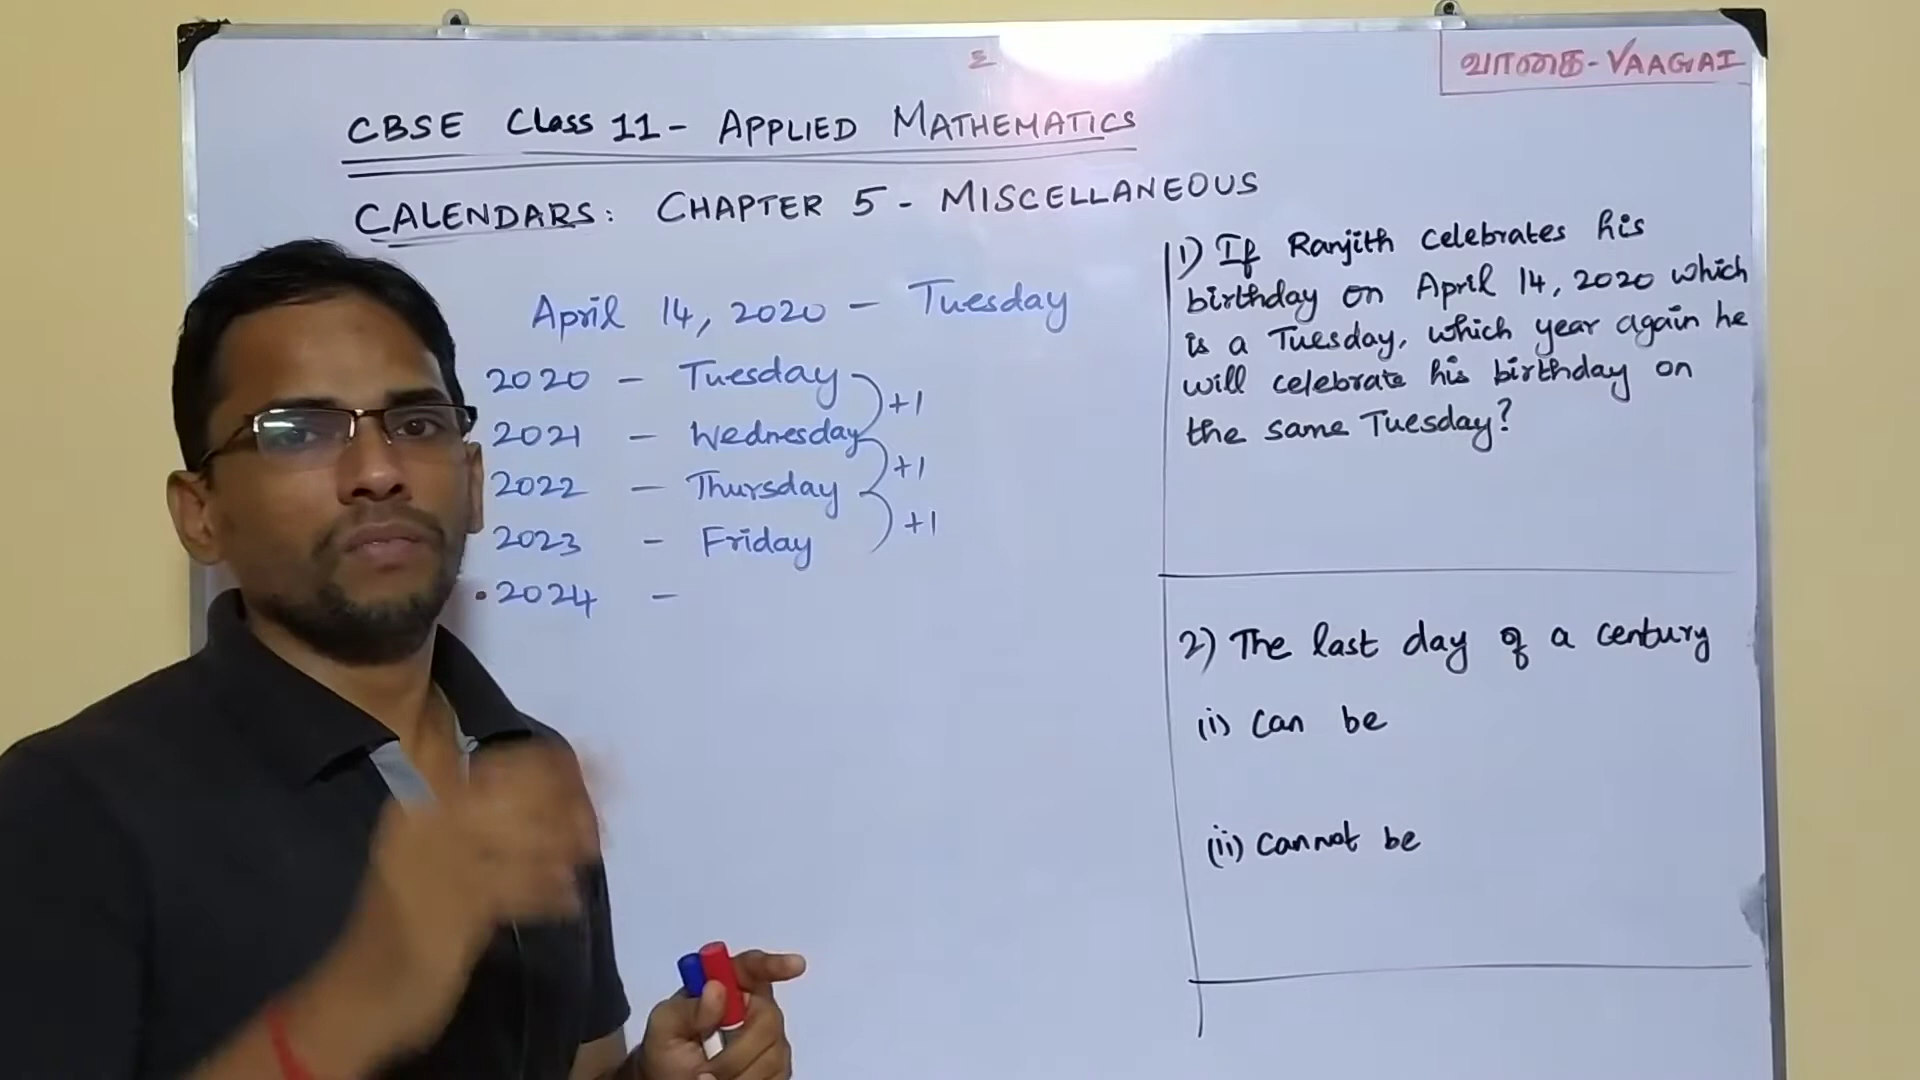 Σ
வாகை - VAAGAI
CBSE Class 11 - APPLIED MATHEMATICS
CALENDARS: CHAPTER 5 - MISCELLANEOUS
April 14, 2020 - Tuesday
2020 - Tuesday
+1
2021 - Wednesday
+1
2022 - Thursday
+1
2023 - Friday
2024 -
1) If Ranjith celebrates his
birthday on April 14, 2020 which
is a Tuesday, which year again he
will celebrate his birthday on
the same Tuesday?
2) The last day of a century
(i) can be
(ii) cannot be